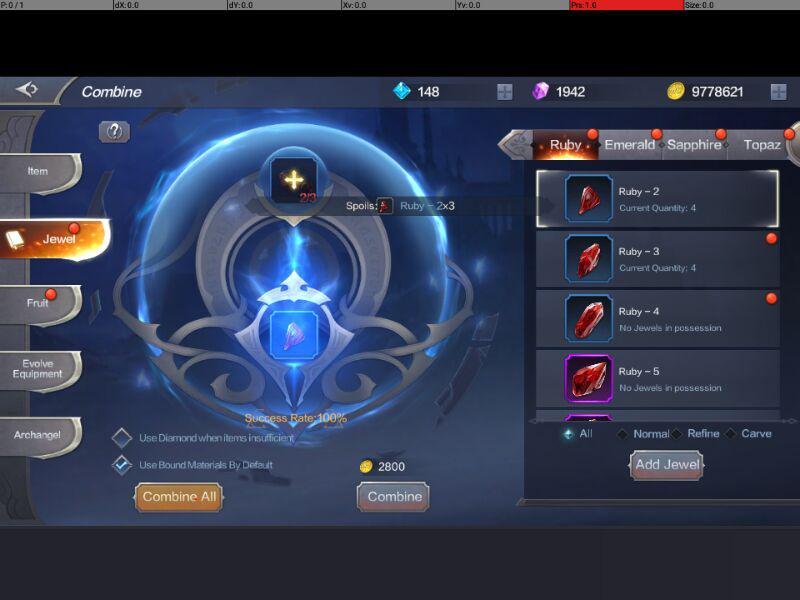 P: 0 / 1 dX: 0.0 dY: 0.0 Xv: 0.0 Yv: 0.0 Prs: 1.0 Size: 0.0
Combine 148 1942 9778621
Ruby Emerald Sapphire Topaz
Item
Jewel
Fruit
Evolve
Equipment
Archangel
2/3
Spoils: Ruby – 2x3
Success Rate:100%
Use Diamond when items insufficient
Use Bound Materials By Default
2800
Combine All
Combine
Ruby – 2
Current Quantity: 4
Ruby – 3
Current Quantity: 4
Ruby – 4
No Jewels in possession
Ruby – 5
No Jewels in possession
All Normal Refine Carve
Add Jewel